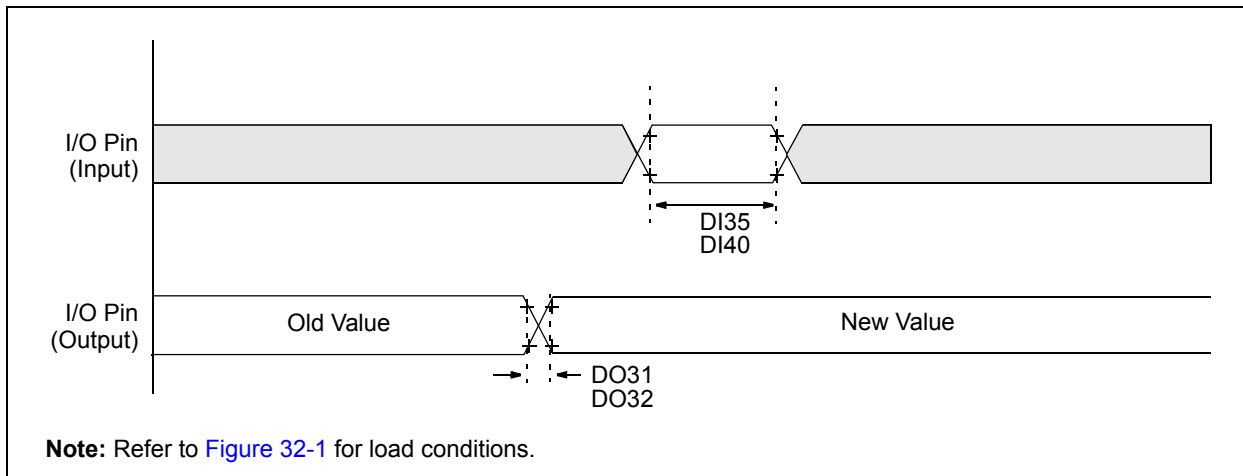 I/O Pin
(Input)
DI35
DI40
I/O Pin
(Output)
Old Value
New Value
DO31
DO32
Note: Refer to Figure 32-1 for load conditions.